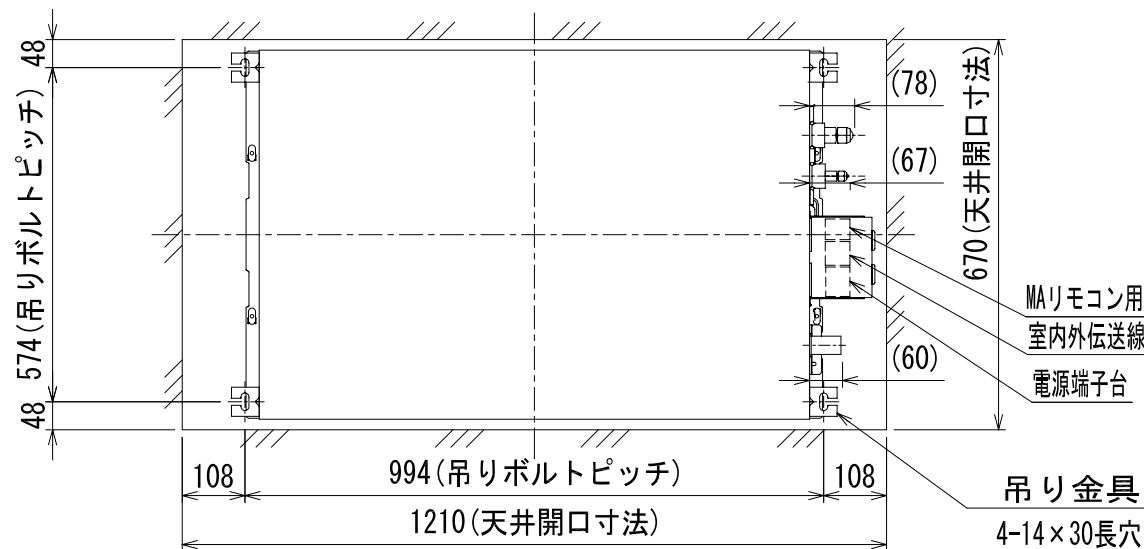 48
574(吊りボルトピッチ)
48
(78)
(67)
(60)
670(天井開口寸法)
MAリモコン用
室内外伝送線
電源端子台
108
994(吊りボルトピッチ)
108
1210(天井開口寸法)
吊り金具
4-14×30長穴